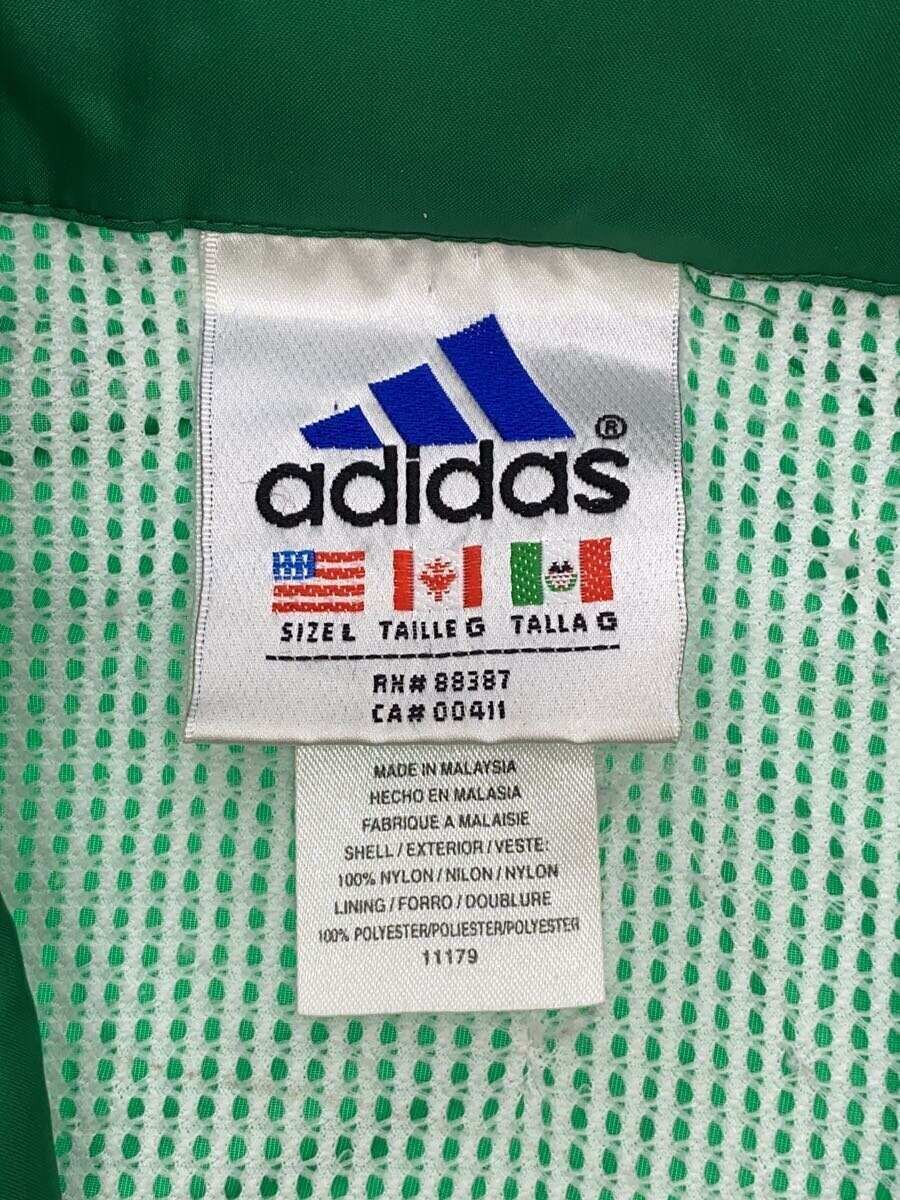 adidas®
SIZE L TAILLE G TALLA G
RN# 88387
CA# 00411
MADE IN MALAYSIA
HECHO EN MALASIA
FABRIQUE A MALAISIE
SHELL / EXTERIOR / VESTE:
100% NYLON / NILON / NYLON
LINING / FORRO / DOUBLURE
100% POLYESTER/POLIESTER/POLYESTER
11179